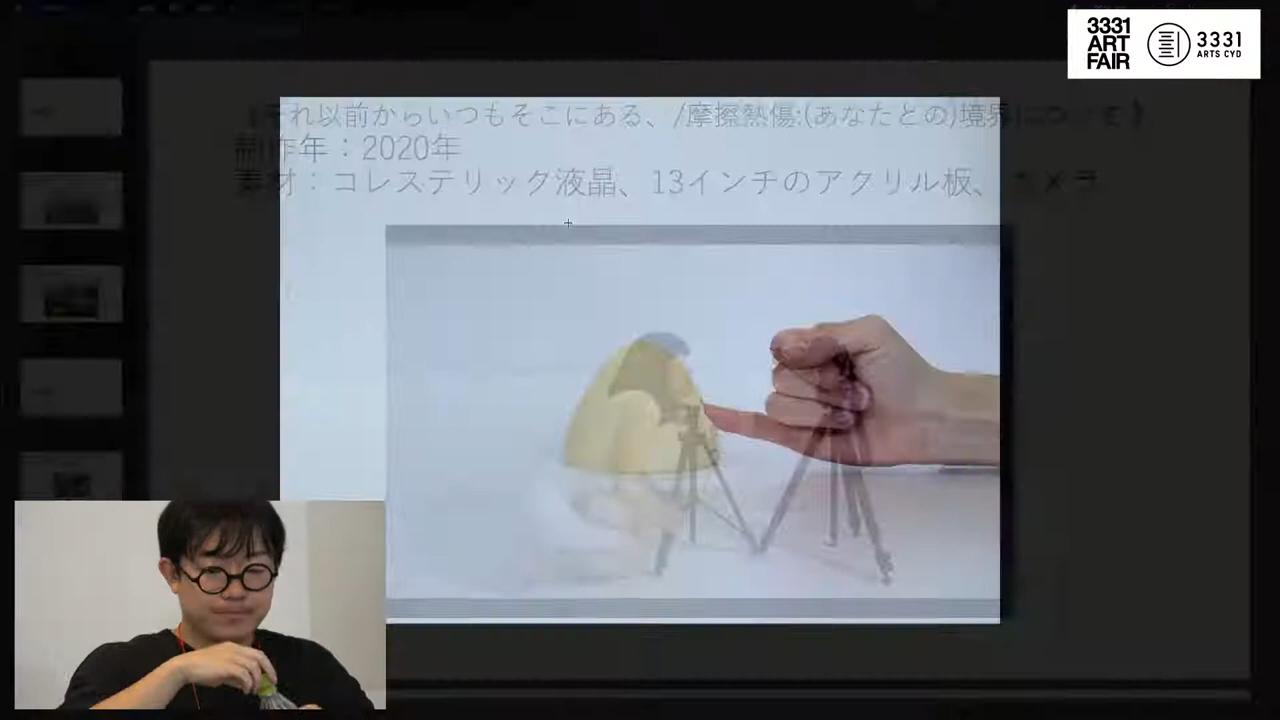 3331
ART
FAIR
3331
ARTS CYD
《それ以前からいつもそこにある、/摩擦熱傷:(あなたとの)境界について》
制作年：2020年
素材：コレステリック液晶、13インチのアクリル板、カメラ